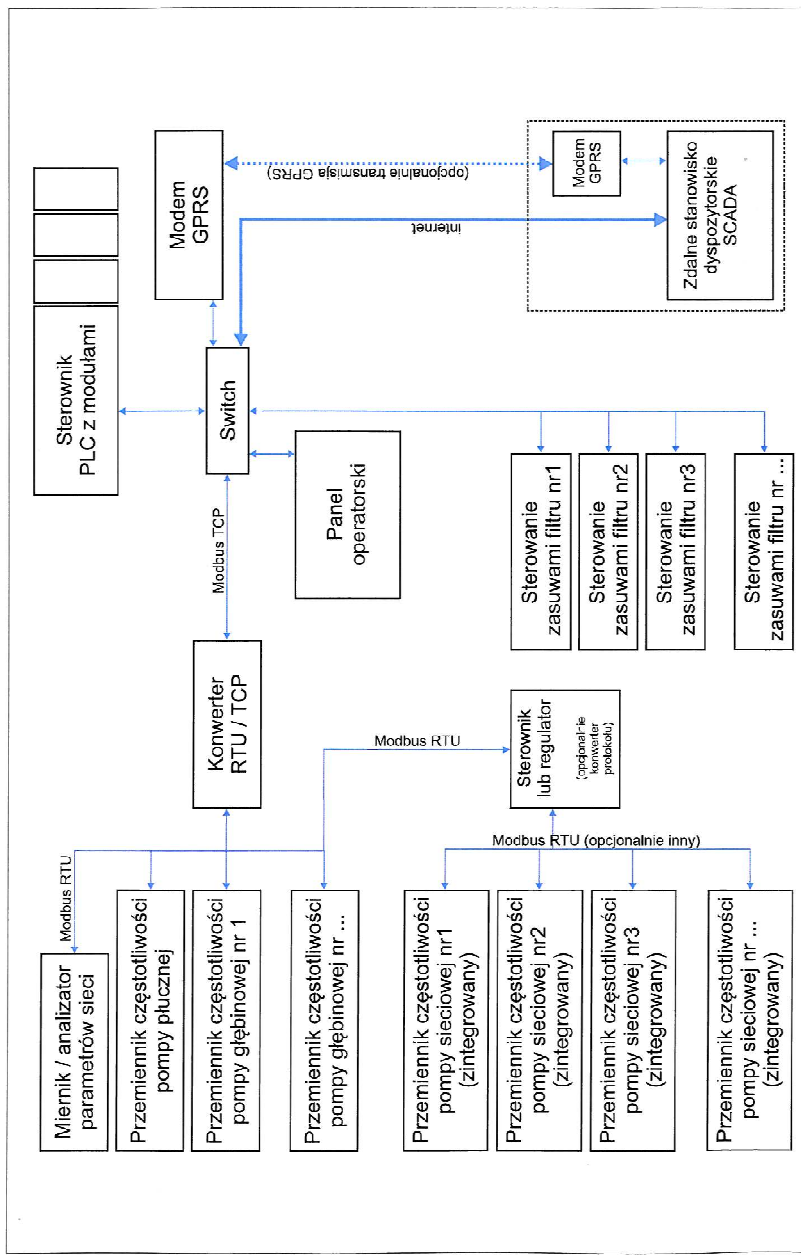 Miernik / analizator
parametrów sieci
Przemiennik częstotliwości
pompy płucznej
Przemiennik częstotliwości
pompy głębinowej nr 1
Przemiennik częstotliwości
pompy głębinowej nr ...
Przemiennik częstotliwości
pompy sieciowej nr1
(zintegrowany)
Przemiennik częstotliwości
pompy sieciowej nr2
(zintegrowany)
Przemiennik częstotliwości
pompy sieciowej nr3
(zintegrowany)
Przemiennik częstotliwości
pompy sieciowej nr ...
(zintegrowany)
Modbus RTU
Modbus RTU
Modbus RTU (opcjonalnie inny)
Konwerter
RTU / TCP
Sterownik
lub regulator
(opcjonalnie
konwerter
protokołu)
Modbus TCP
Sterownik
PLC z modułami
Switch
Panel
operatorski
Sterowanie
zasuwami filtru nr1
Sterowanie
zasuwami filtru nr2
Sterowanie
zasuwami filtru nr3
Sterowanie
zasuwami filtru nr ...
Modem
GPRS
(opcjonalnie transmisja GPRS)
internet
Modem
GPRS
Zdalne stanowisko
dyspozytorskie
SCADA